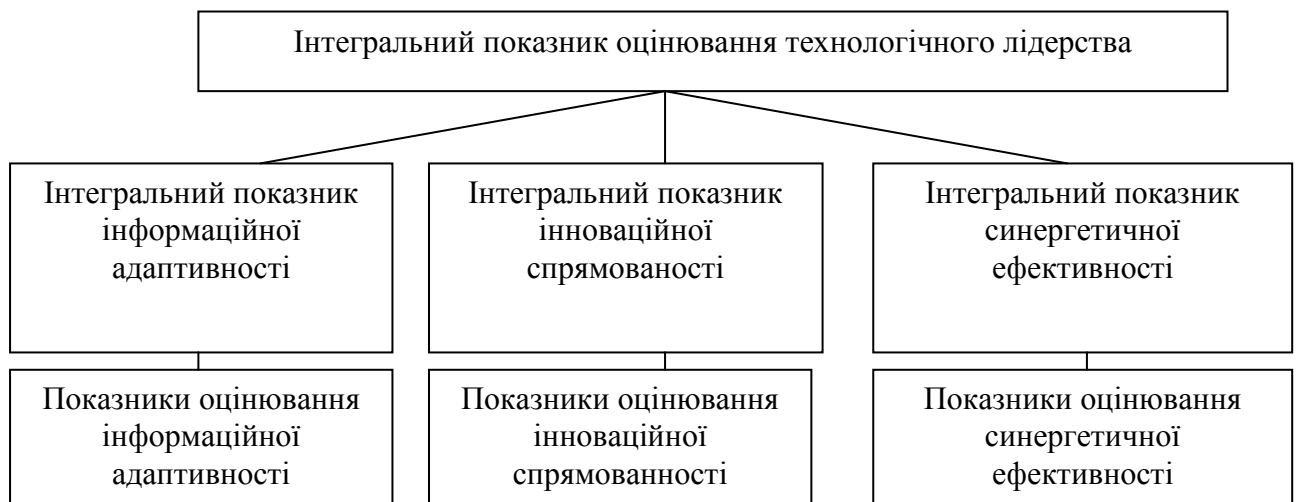 Інтегральний показник оцінювання технологічного лідерства
Інтегральний показник
інформаційної
адаптивності
Інтегральний показник
інноваційної
спрямованості
Інтегральний показник
синергетичної
ефективності
Показники оцінювання
інформаційної
адаптивності
Показники оцінювання
інноваційної
спрямованності
Показники оцінювання
синергетичної
ефективності